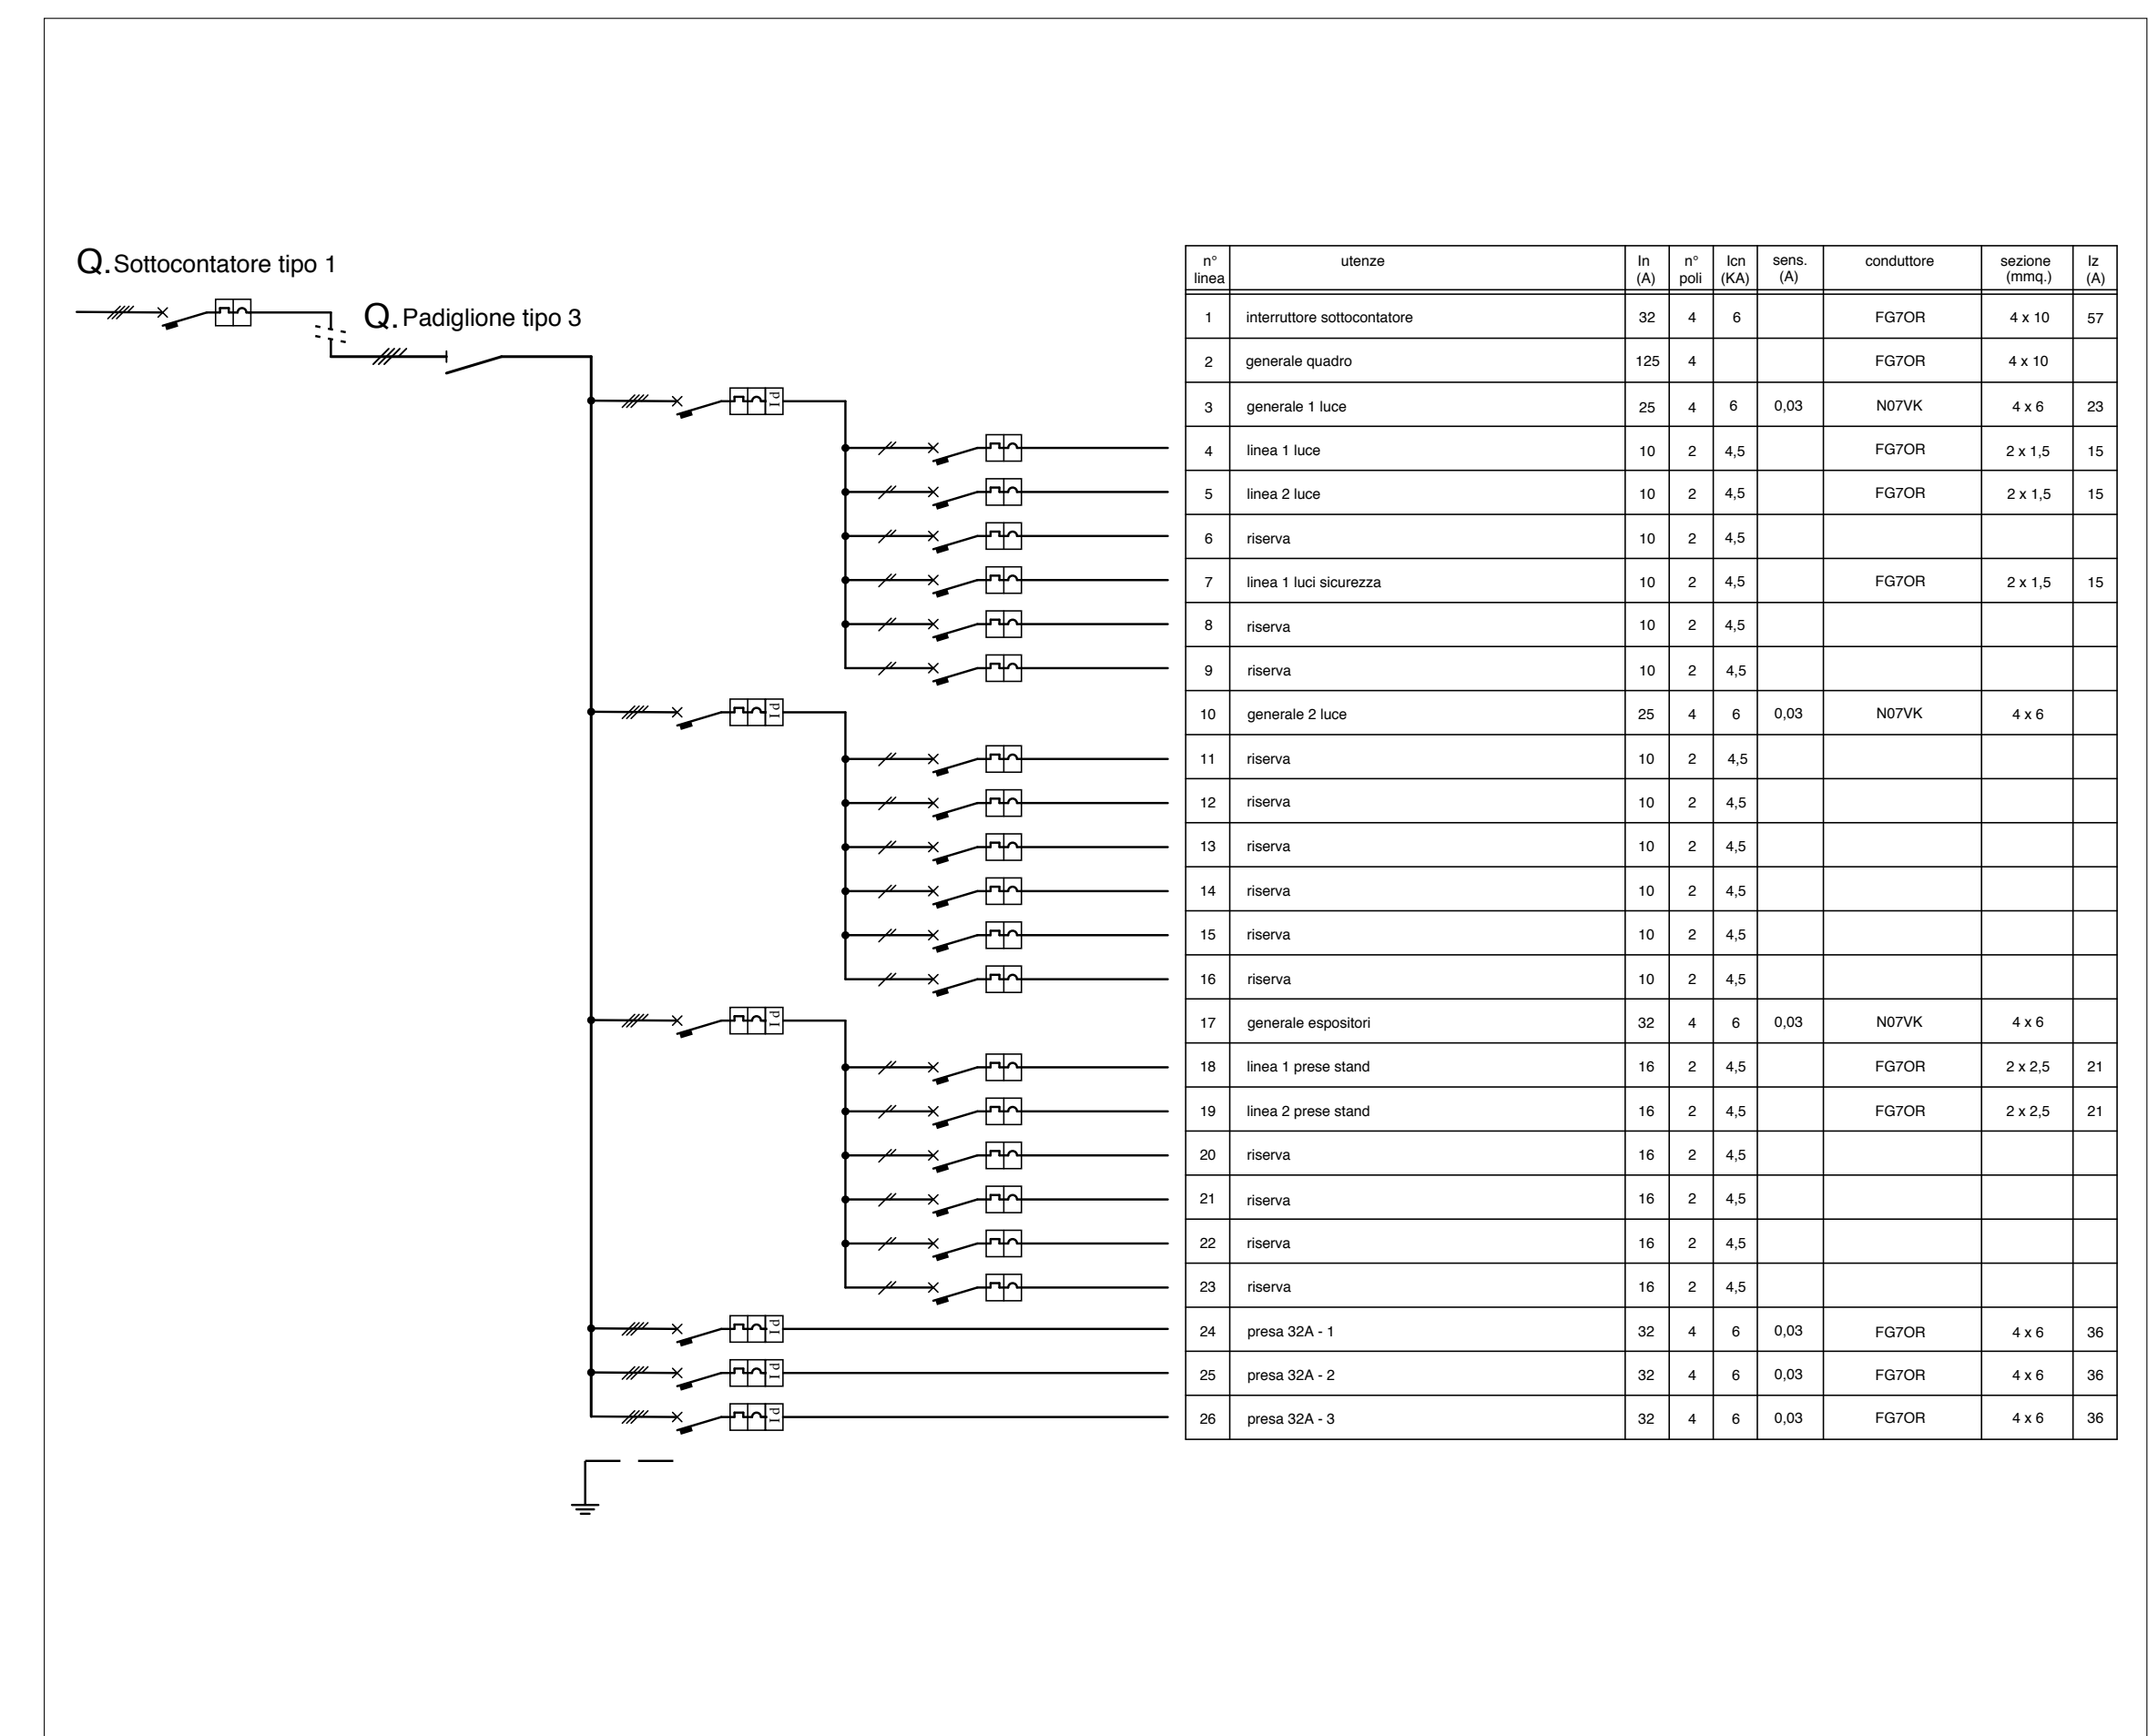 Q. Sottocontatore tipo 1
Q. Padiglione tipo 3
n° linea utenze In (A) n° poli Icn (KA) sens. (A) conduttore sezione (mmq.) Iz (A)
1 interruttore sottocontatore 32 4 6 FG7OR 4 x 10 57
2 generale quadro 125 4 FG7OR 4 x 10
Id
3 generale 1 luce 25 4 6 0,03 N07VK 4 x 6 23
4 linea 1 luce 10 2 4,5 FG7OR 2 x 1,5 15
5 linea 2 luce 10 2 4,5 FG7OR 2 x 1,5 15
6 riserva 10 2 4,5
7 linea 1 luci sicurezza 10 2 4,5 FG7OR 2 x 1,5 15
8 riserva 10 2 4,5
9 riserva 10 2 4,5
Id
10 generale 2 luce 25 4 6 0,03 N07VK 4 x 6
11 riserva 10 2 4,5
12 riserva 10 2 4,5
13 riserva 10 2 4,5
14 riserva 10 2 4,5
15 riserva 10 2 4,5
16 riserva 10 2 4,5
Id
17 generale espositori 32 4 6 0,03 N07VK 4 x 6
18 linea 1 prese stand 16 2 4,5 FG7OR 2 x 2,5 21
19 linea 2 prese stand 16 2 4,5 FG7OR 2 x 2,5 21
20 riserva 16 2 4,5
21 riserva 16 2 4,5
22 riserva 16 2 4,5
23 riserva 16 2 4,5
Id
24 presa 32A - 1 32 4 6 0,03 FG7OR 4 x 6 36
Id
25 presa 32A - 2 32 4 6 0,03 FG7OR 4 x 6 36
Id
26 presa 32A - 3 32 4 6 0,03 FG7OR 4 x 6 36